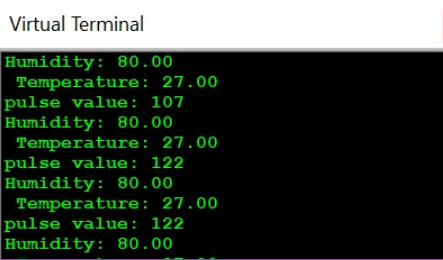 Virtual Terminal
Humidity: 80.00
Temperature: 27.00
pulse value: 107
Humidity: 80.00
Temperature: 27.00
pulse value: 122
Humidity: 80.00
Temperature: 27.00
pulse value: 122
Humidity: 80.00